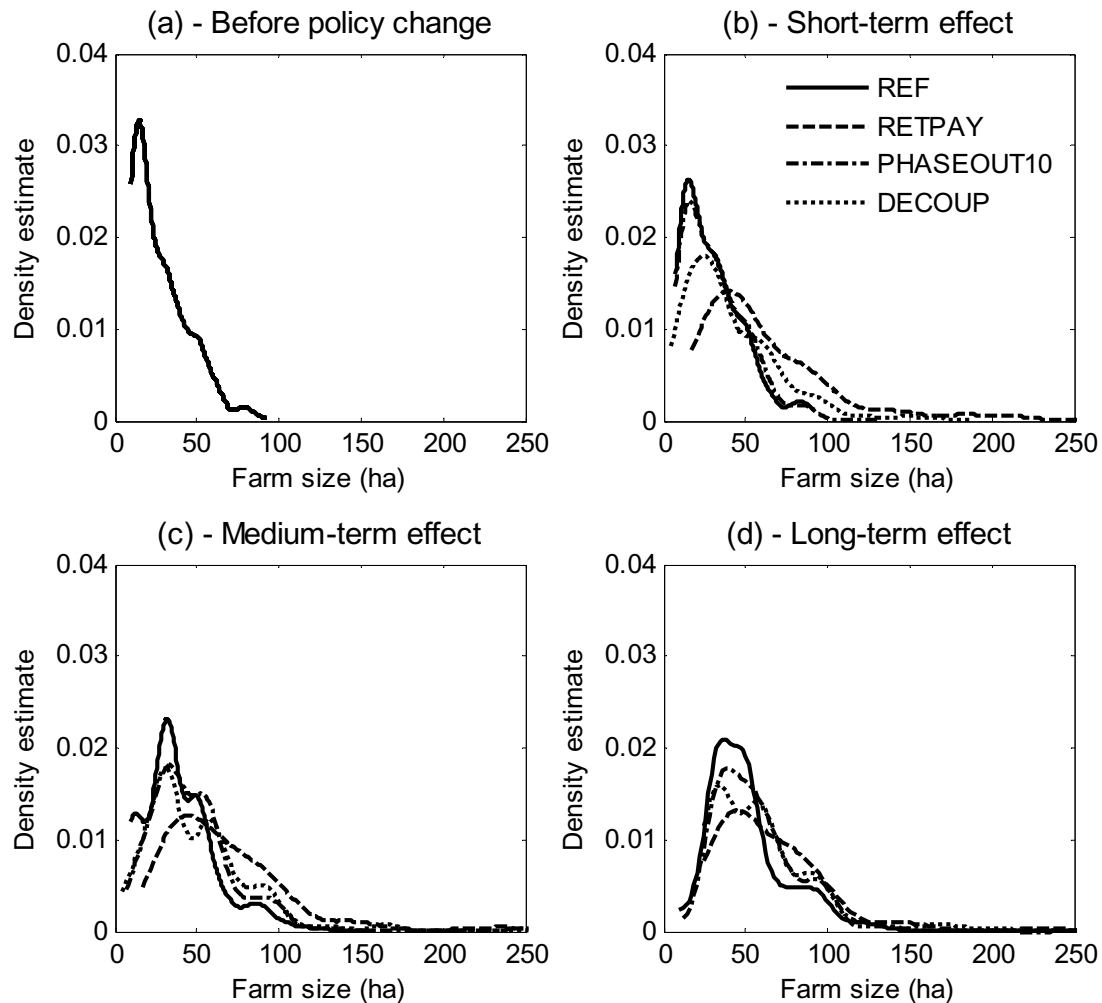 (a) - Before policy change
0.04
0.03
0.02
0.01
0
Density estimate
0 50 100 150 200 250
Farm size (ha)
(b) - Short-term effect
REF
RETPAY
PHASEOUT10
DECOUP
0.04
0.03
0.02
0.01
0
Density estimate
0 50 100 150 200 250
Farm size (ha)
(c) - Medium-term effect
0.04
0.03
0.02
0.01
0
Density estimate
0 50 100 150 200 250
Farm size (ha)
(d) - Long-term effect
0.04
0.03
0.02
0.01
0
Density estimate
0 50 100 150 200 250
Farm size (ha)